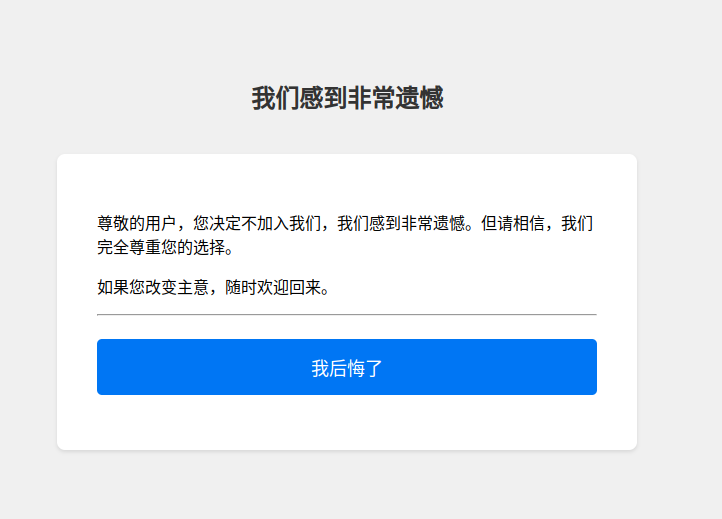 我们感到非常遗憾
尊敬的用户，您决定不加入我们，我们感到非常遗憾。但请相信，我们
完全尊重您的选择。
如果您改变主意，随时欢迎回来。
我后悔了